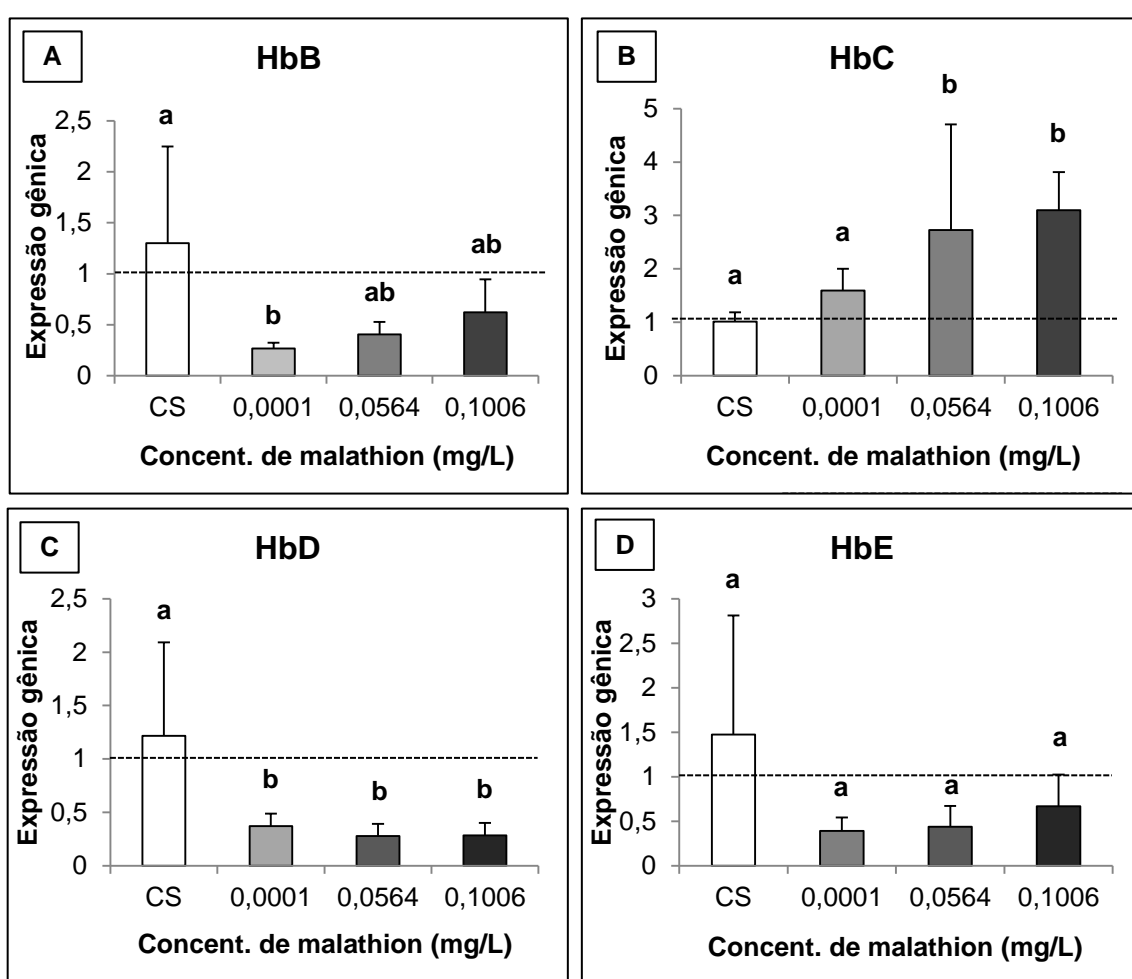 A
HbB
Expressão gênica
2,5
2
1,5
1
0,5
0
a
b
ab
ab
CS
0,0001
0,0564
0,1006
Concent. de malathion (mg/L)
B
HbC
Expressão gênica
5
4
3
2
1
0
a
a
b
b
CS
0,0001
0,0564
0,1006
Concent. de malathion (mg/L)
C
HbD
Expressão gênica
2,5
2
1,5
1
0,5
0
a
b
b
b
CS
0,0001
0,0564
0,1006
Concent. de malathion (mg/L)
D
HbE
Expressão gênica
3
2,5
2
1,5
1
0,5
0
a
a
a
a
CS
0,0001
0,0564
0,1006
Concent. de malathion (mg/L)